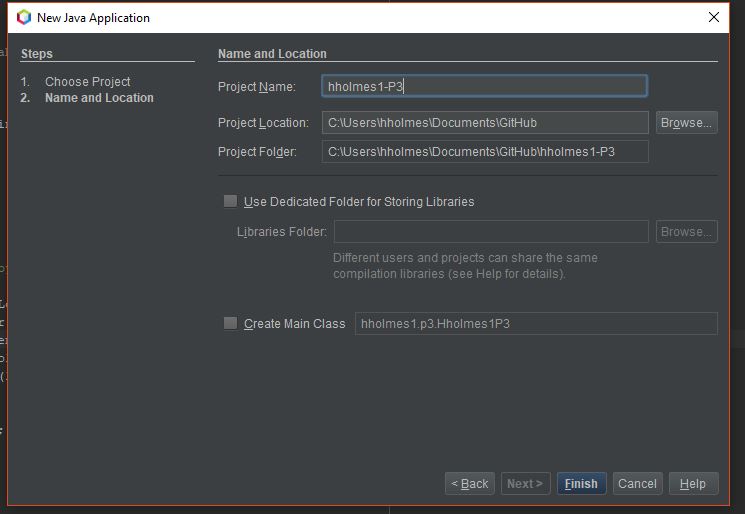 New Java Application
Steps
1. Choose Project
2. Name and Location
Name and Location
Project Name: hholmes1-P3
Project Location: C:\Users\hholmes\Documents\GitHub Browse...
Project Folder: C:\Users\hholmes\Documents\GitHub\hholmes1-P3
Use Dedicated Folder for Storing Libraries
Libraries Folder: Browse...
Different users and projects can share the same
compilation libraries (see Help for details).
Create Main Class hholmes1.p3.Hholmes1P3
< Back Next > Finish Cancel Help